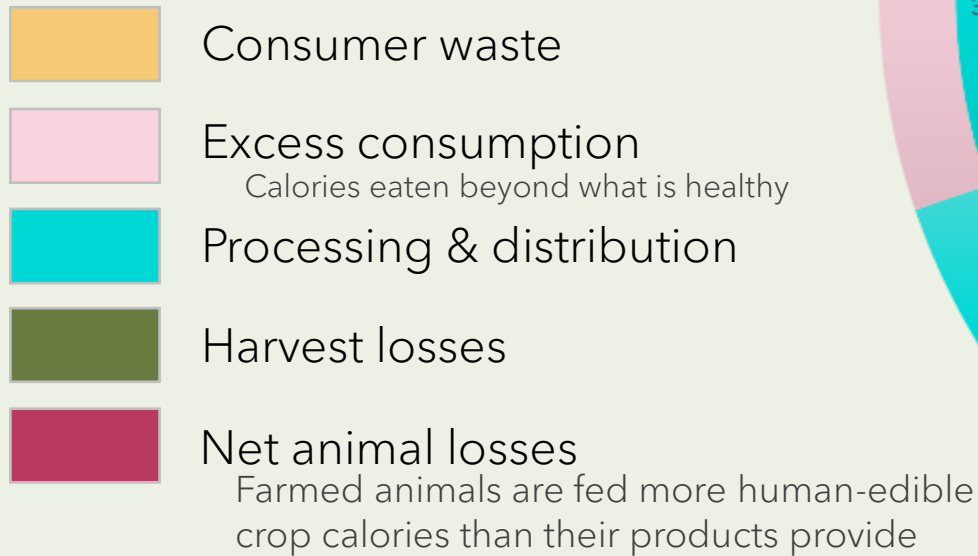 Consumer waste
Excess consumption
Calories eaten beyond what is healthy
Processing & distribution
Harvest losses
Net animal losses
Farmed animals are fed more human-edible
crop calories than their products provide